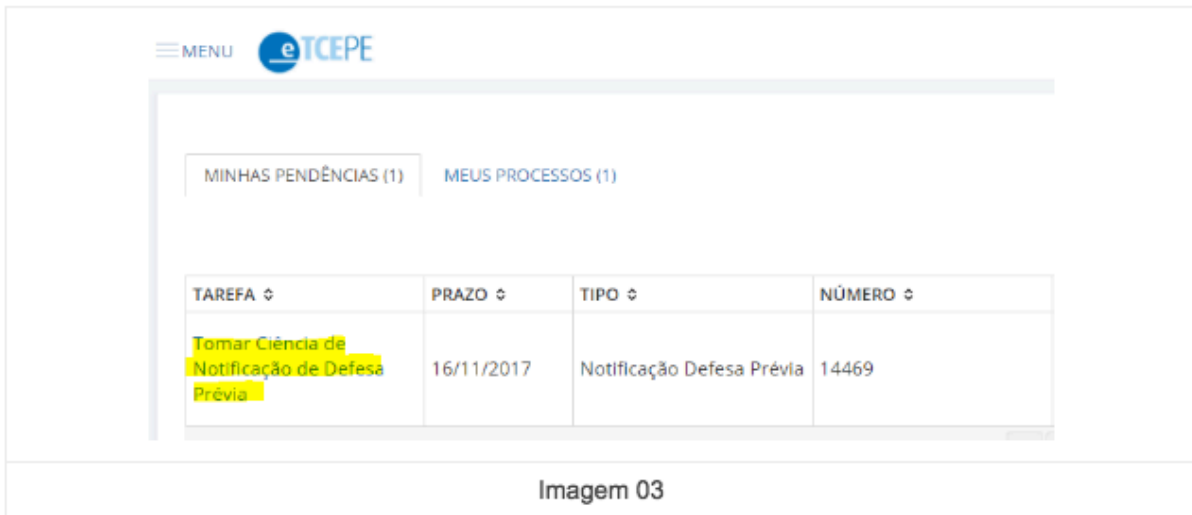 MENU eTCEPE
MINHAS PENDÊNCIAS (1) MEUS PROCESSOS (1)
TAREFA PRAZO TIPO NÚMERO
Tomar Ciência de
Notificação de Defesa 16/11/2017 Notificação Defesa Prévia 14469
Prévia
Imagem 03